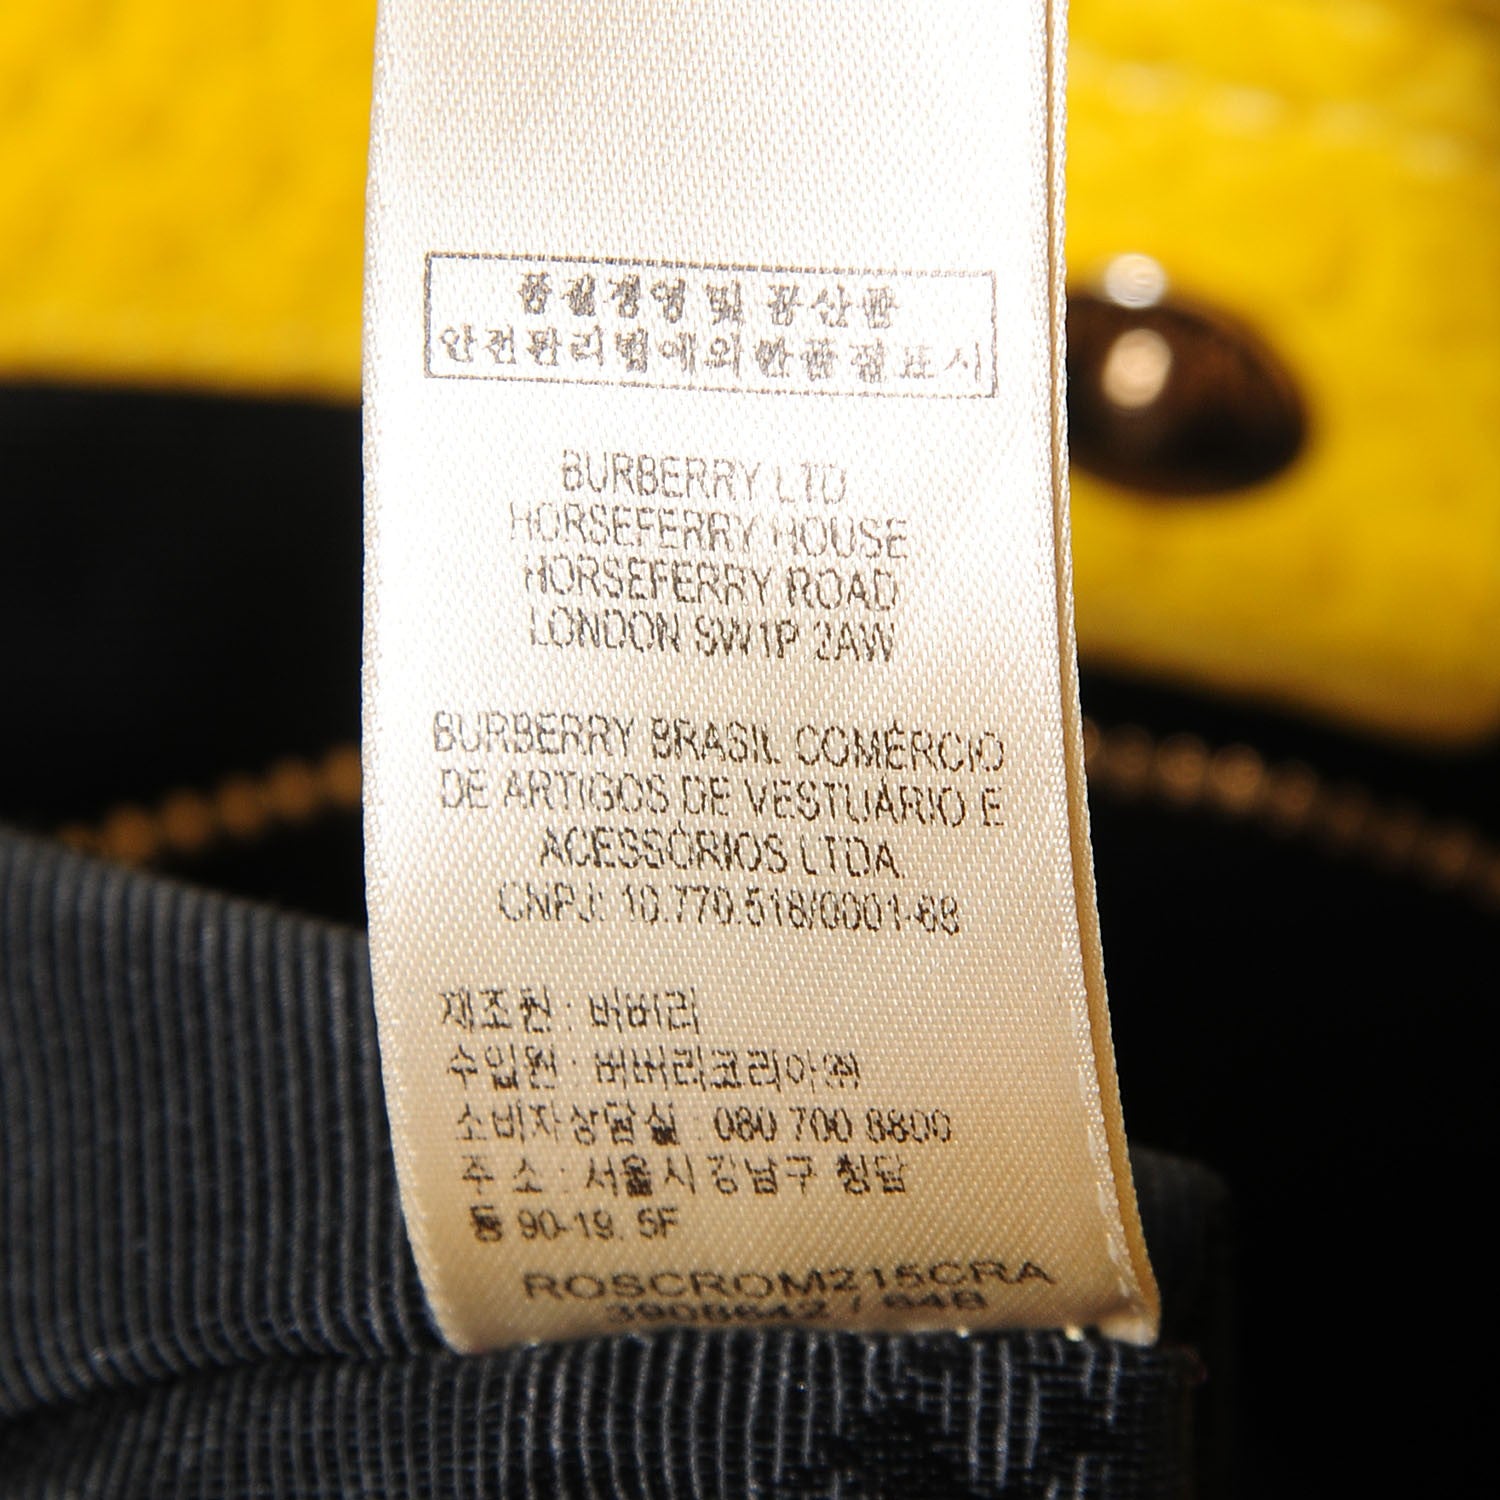 품질경영 및 공산품
안전관리법에의한품질표시
BURBERRY LTD
HORSEFERRY HOUSE
HORSEFERRY ROAD
LONDON SW1P 2AW
BURBERRY BRASIL COMÉRCIO
DE ARTIGOS DE VESTUÁRIO E
ACESSÓRIOS LTDA.
CNPJ: 10.770.518/0001-68
제조원 : 버버리
수입원 : 버버리코리아㈜
소비자상담실 : 080 700 8800
주 소 : 서울시 강남구 청담
동 90-19. 5F
ROSCROM215CRA
3908642 / 64B